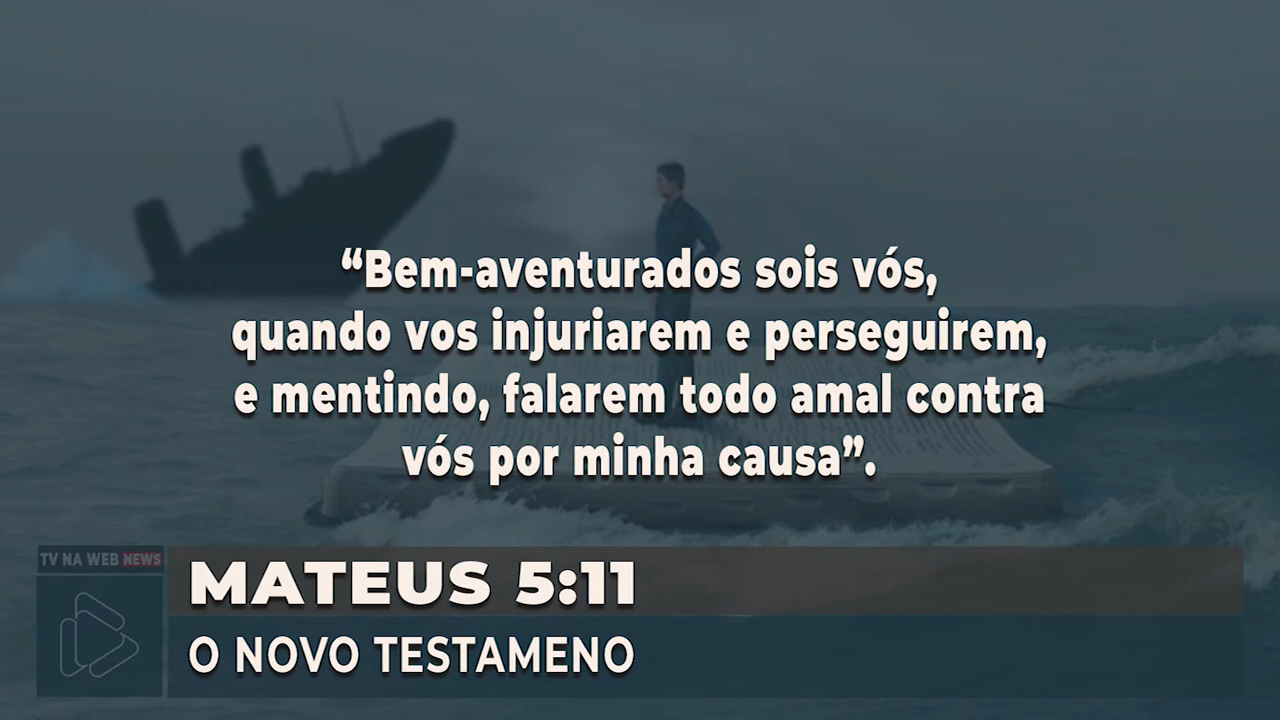 “Bem-aventurados sois vós,
quando vos injuriarem e perseguirem,
e mentindo, falarem todo amal contra
vós por minha causa”.
TV NA WEB NEWS
MATEUS 5:11
O NOVO TESTAMENO